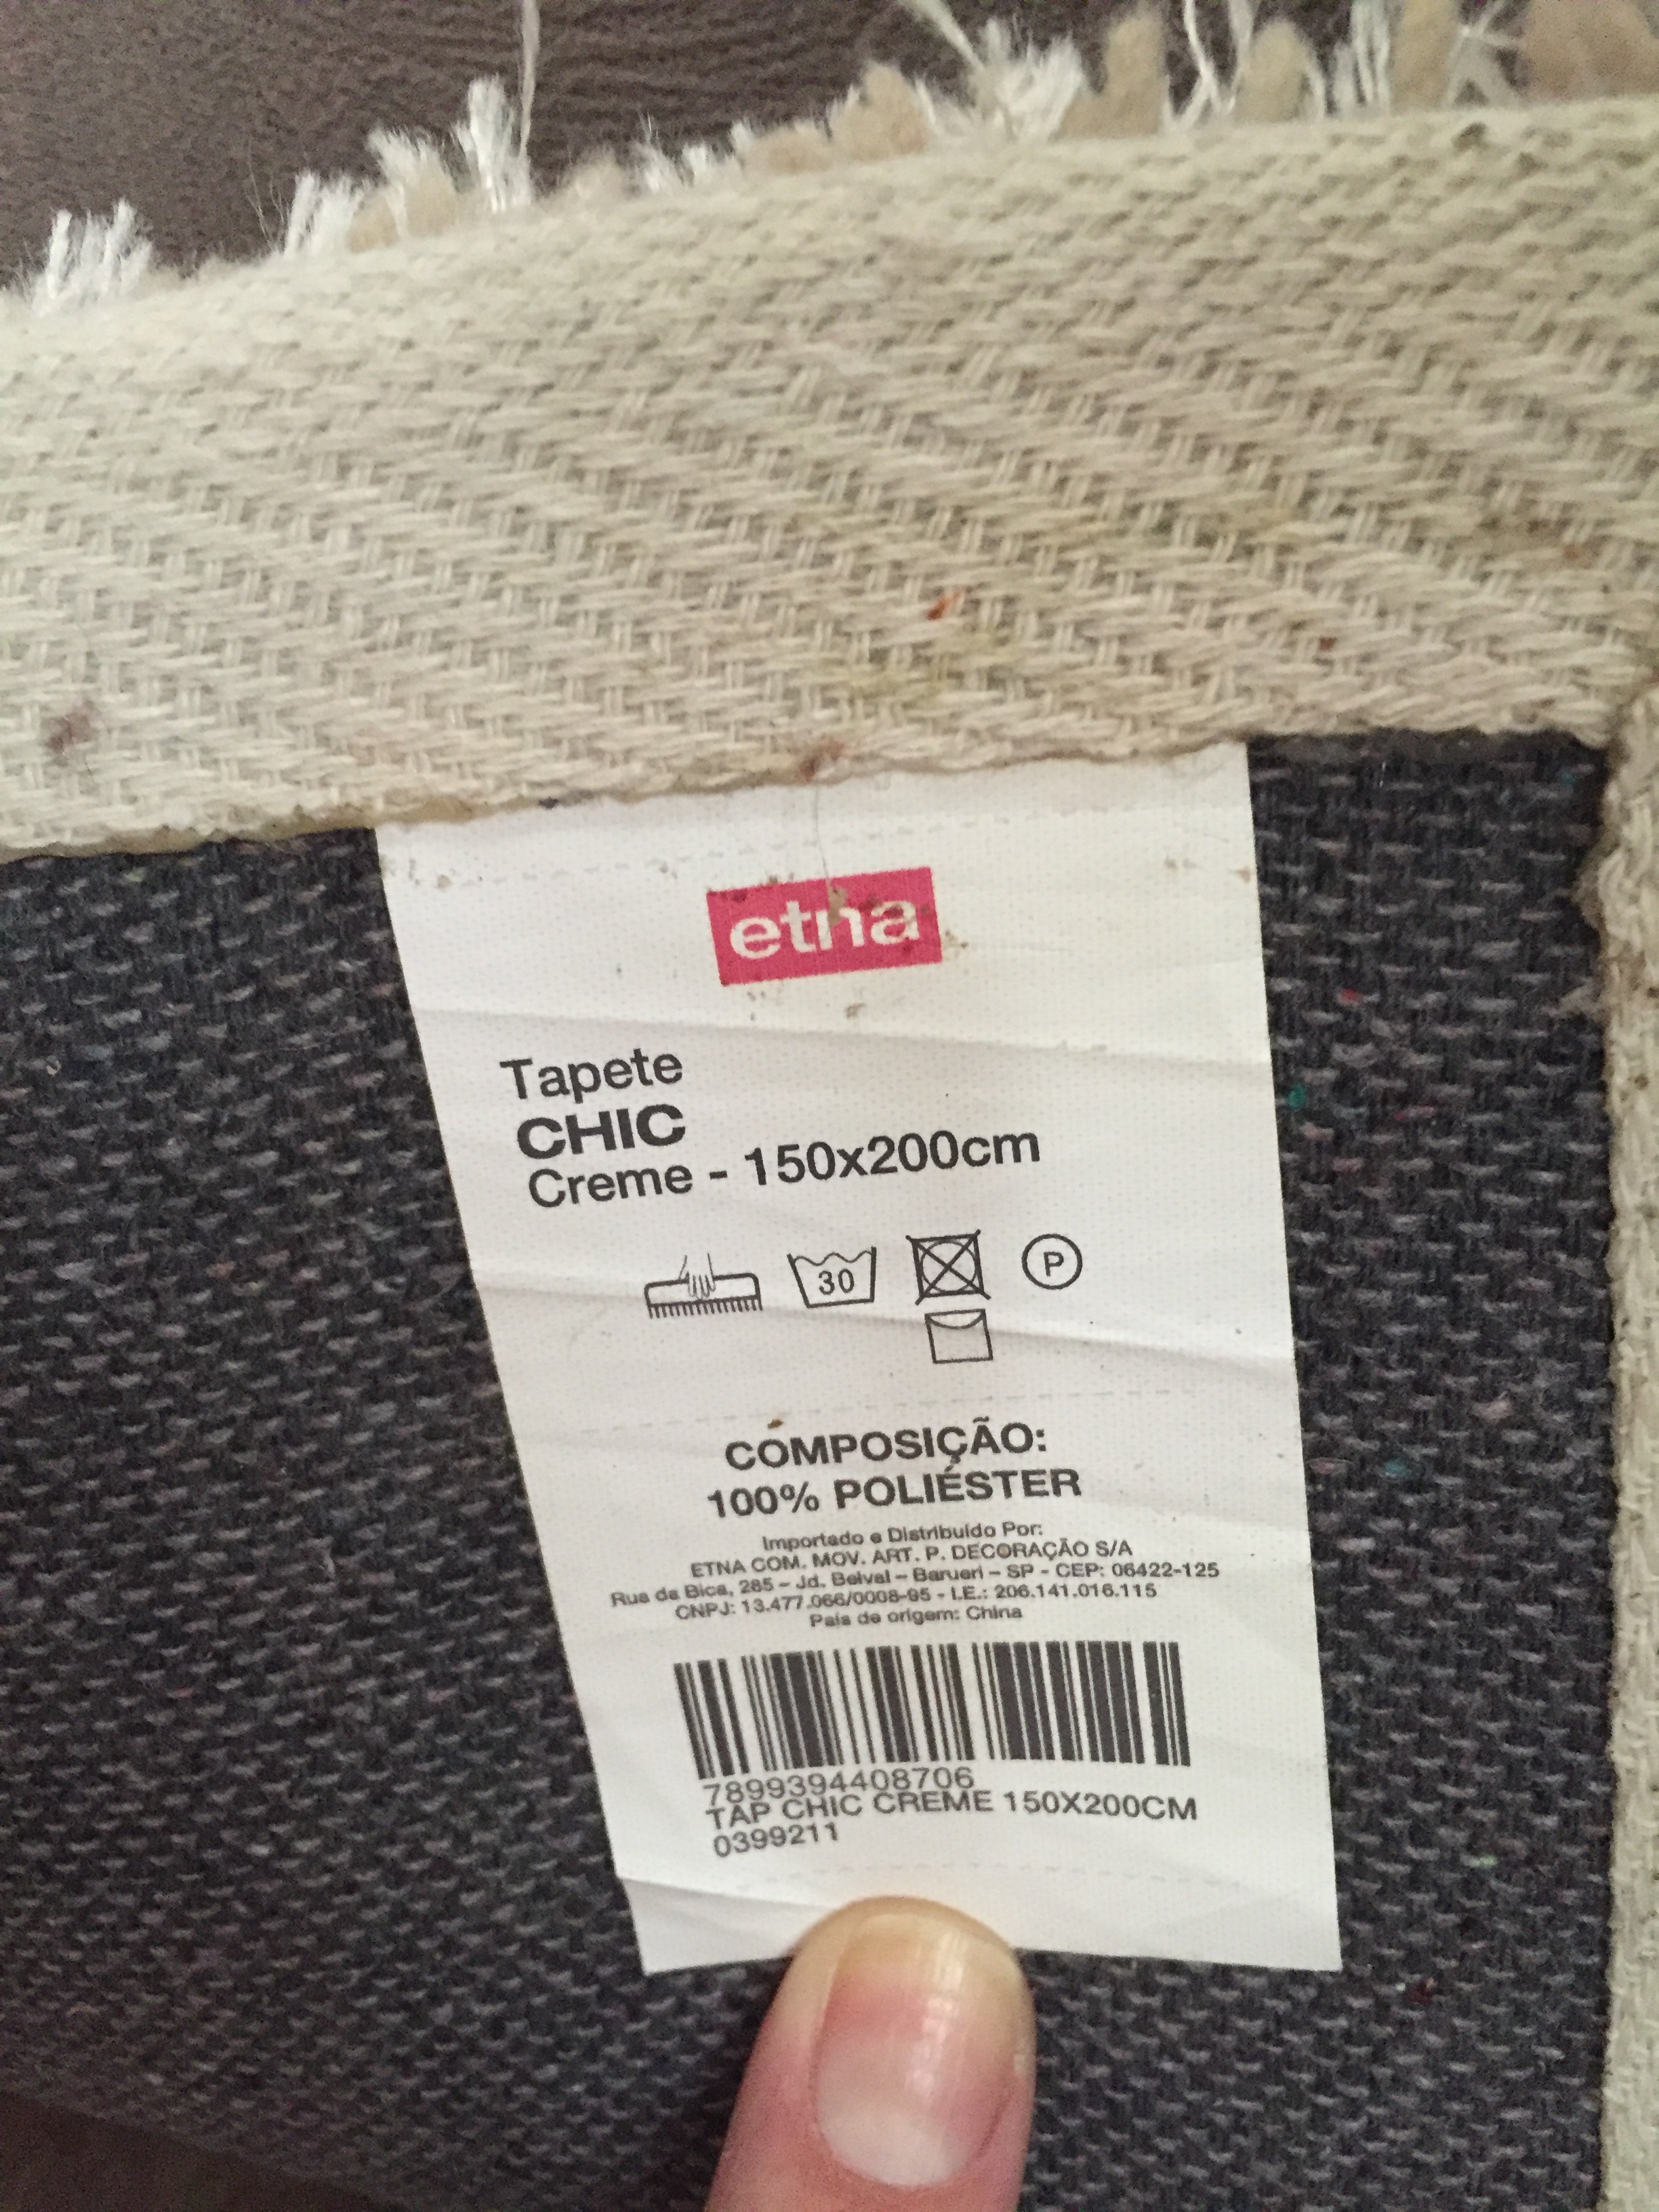 etna
Tapete
CHIC
Creme - 150x200cm
30
P
COMPOSIÇÃO:
100% POLIÉSTER
Importado e Distribuído Por:
ETNA COM. MOV. ART. P. DECORAÇÃO S/A
Rua da Bica, 285 – Jd. Belval – Barueri – SP - CEP: 06422-125
CNPJ: 13.477.066/0008-95 - I.E.: 206.141.016.115
País de origem: China
7899394408706
TAP CHIC CREME 150X200CM
0399211